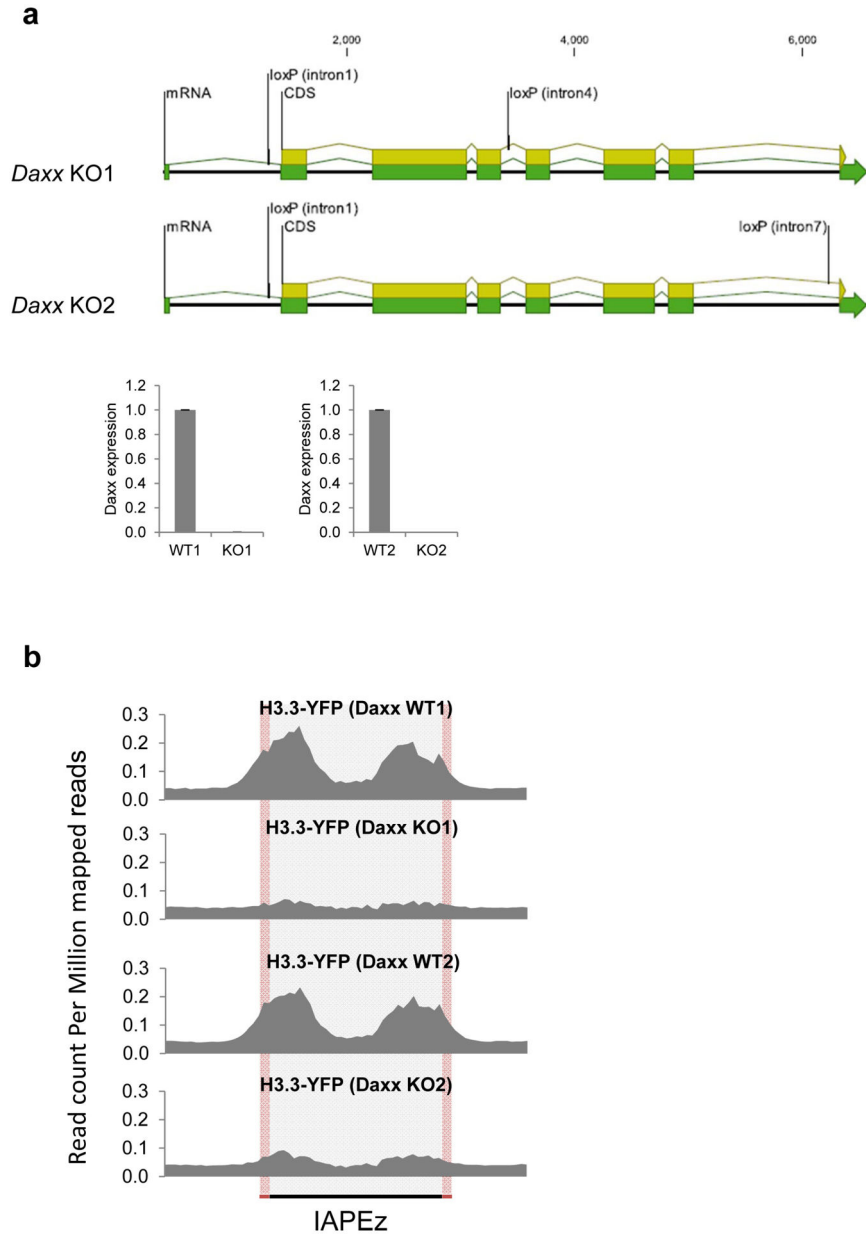 a
2,000 4,000 6,000
loxP (intron1)
mRNA CDS loxP (intron4)
Daxx KO1
loxP (intron1)
mRNA CDS loxP (intron7)
Daxx KO2
Daxx expression
1.2
1.0
0.8
0.6
0.4
0.2
0.0
WT1 KO1
Daxx expression
1.2
1.0
0.8
0.6
0.4
0.2
0.0
WT2 KO2
b
Read count Per Million mapped reads
H3.3-YFP (Daxx WT1)
0.3
0.2
0.1
0.0
H3.3-YFP (Daxx KO1)
0.3
0.2
0.1
0.0
H3.3-YFP (Daxx WT2)
0.3
0.2
0.1
0.0
H3.3-YFP (Daxx KO2)
0.3
0.2
0.1
0.0
IAPEz